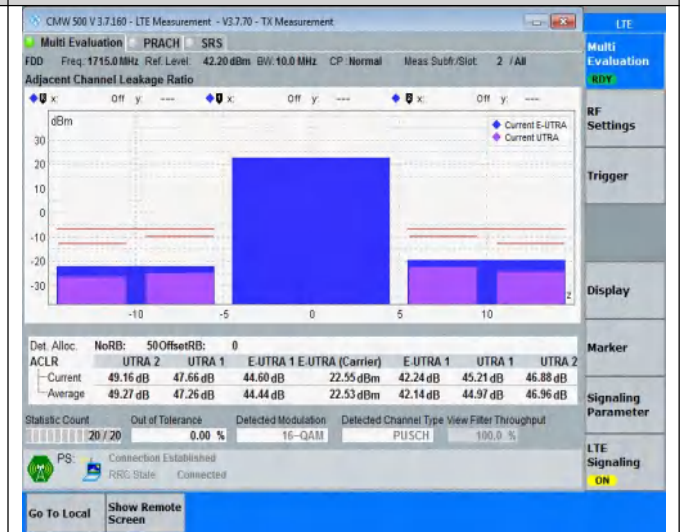 CMW 500 V 3.7.160 - LTE Measurement - V3.7.70 - TX Measurement
LTE
Multi Evaluation PRACH SRS
Multi Evaluation
RDY
FDD Freq.: 1715.0 MHz Ref. Level: 42.20 dBm BW: 10.0 MHz CP: Normal Meas Subfr./Slot: 2 / All
Adjacent Channel Leakage Ratio
x: Off y: --- x: Off y: --- x: Off y: ---
RF Settings
dBm
Current E-UTRA
Current UTRA
30
20
10
0
-10
-20
-30
-10 -5 0 5 10
Trigger
Display
Det. Alloc. NoRB: 50 OffsetRB: 0
ACLR UTRA 2 UTRA 1 E-UTRA 1 E-UTRA (Carrier) E-UTRA 1 UTRA 1 UTRA 2
Current 49.16 dB 47.66 dB 44.60 dB 22.55 dBm 42.24 dB 45.21 dB 46.88 dB
Average 49.27 dB 47.26 dB 44.44 dB 22.53 dBm 42.14 dB 44.97 dB 46.96 dB
Marker
Statistic Count Out of Tolerance Detected Modulation Detected Channel Type View Filter Throughput
20 / 20 0.00 % 16-QAM PUSCH 100.0 %
Signaling Parameter
PS: Connection Established
RRC State Connected
LTE Signaling
ON
Go To Local
Show Remote Screen